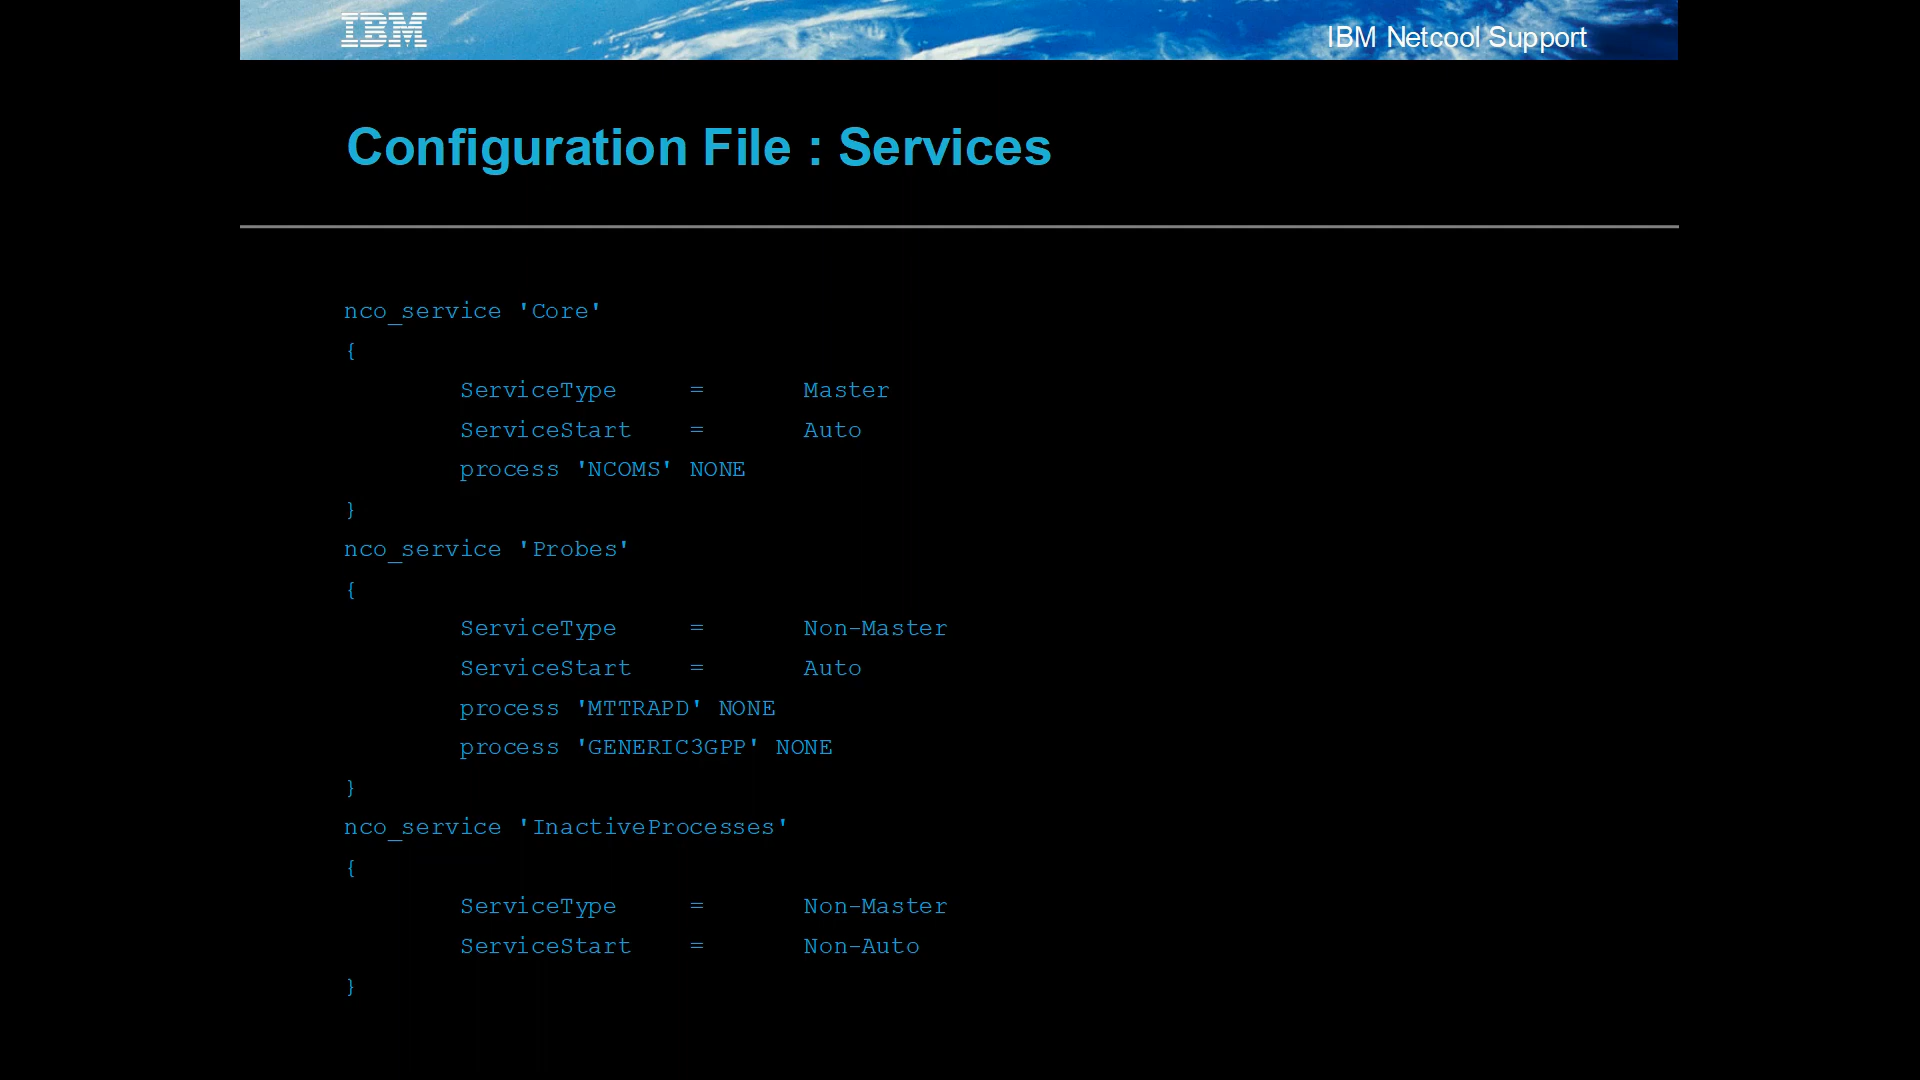 IBM
IBM Netcool Support
Configuration File : Services
nco_service 'Core'
{
ServiceType = Master
ServiceStart = Auto
process 'NCOMS' NONE
}
nco_service 'Probes'
{
ServiceType = Non-Master
ServiceStart = Auto
process 'MTTRAPD' NONE
process 'GENERIC3GPP' NONE
}
nco_service 'InactiveProcesses'
{
ServiceType = Non-Master
ServiceStart = Non-Auto
}